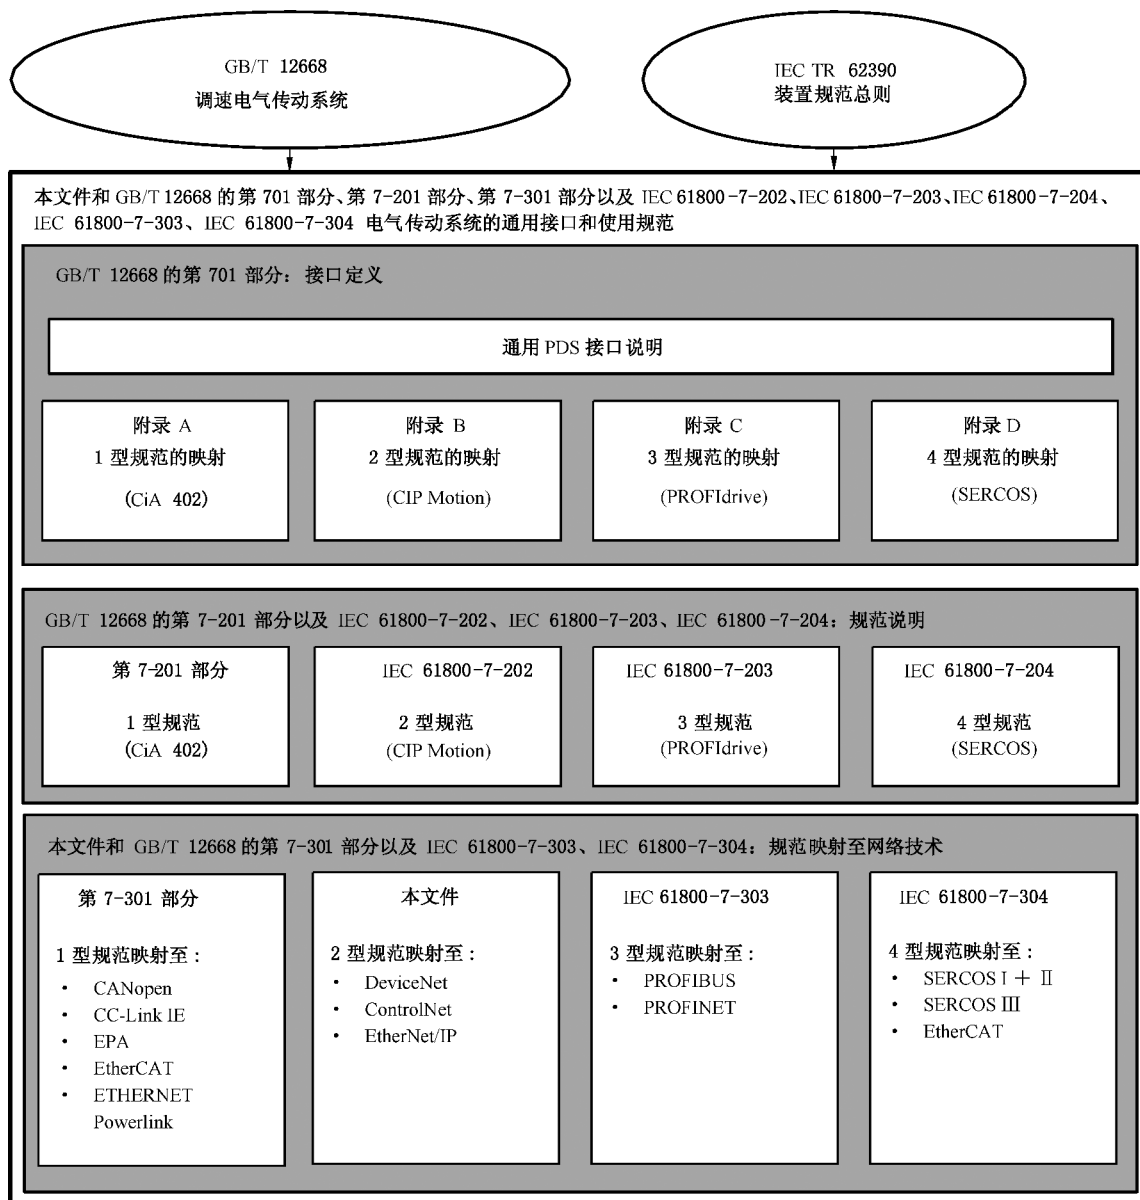 GB/T 12668
调速电气传动系统
IEC TR 62390
装置规范总则
本文件和 GB/T 12668 的第 701 部分、第 7-201 部分、第 7-301 部分以及 IEC 61800-7-202、IEC 61800-7-203、IEC 61800-7-204、
IEC 61800-7-303、IEC 61800-7-304 电气传动系统的通用接口和使用规范
GB/T 12668 的第 701 部分：接口定义
通用 PDS 接口说明
附录 A
1 型规范的映射
(CiA 402)
附录 B
2 型规范的映射
(CIP Motion)
附录 C
3 型规范的映射
(PROFIdrive)
附录 D
4 型规范的映射
(SERCOS)
GB/T 12668 的第 7-201 部分以及 IEC 61800-7-202、IEC 61800-7-203、IEC 61800-7-204：规范说明
第 7-201 部分
1 型规范
(CiA 402)
IEC 61800-7-202
2 型规范
(CIP Motion)
IEC 61800-7-203
3 型规范
(PROFIdrive)
IEC 61800-7-204
4 型规范
(SERCOS)
本文件和 GB/T 12668 的第 7-301 部分以及 IEC 61800-7-303、IEC 61800-7-304：规范映射至网络技术
第 7-301 部分
1 型规范映射至：
· CANopen
· CC-Link IE
· EPA
· EtherCAT
· ETHERNET
Powerlink
本文件
2 型规范映射至：
· DeviceNet
· ControlNet
· EtherNet/IP
IEC 61800-7-303
3 型规范映射至：
· PROFIBUS
· PROFINET
IEC 61800-7-304
4 型规范映射至：
· SERCOS Ⅰ + Ⅱ
· SERCOS Ⅲ
· EtherCAT